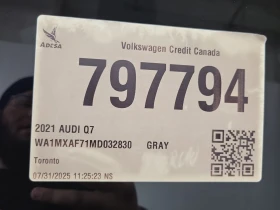 ADESA
Volkswagen Credit Canada
797794
2021 AUDI Q7
WA1MXAF71MD032830 GRAY
Toronto
07/31/2025 11:25:23 NS